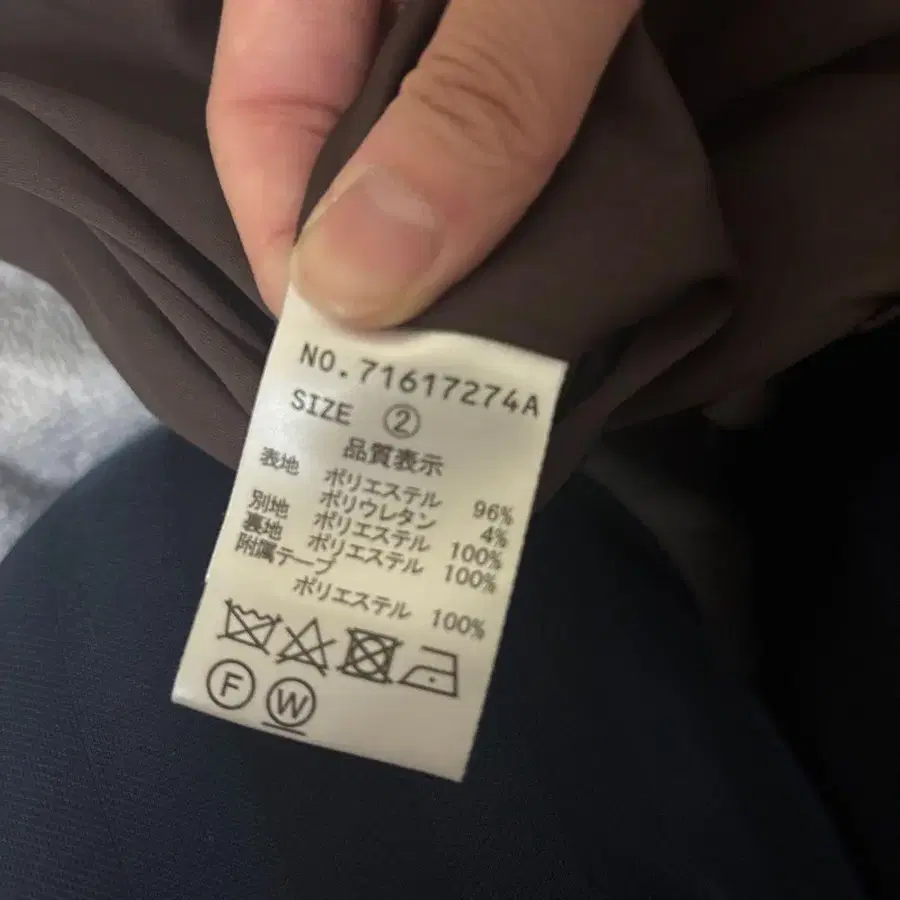 NO.71617274A
SIZE ②
品質表示
表地 ポリエステル 96%
ポリウレタン 4%
別地 ポリエステル 100%
裏地 ポリエステル 100%
附属テープ
ポリエステル 100%
Ⓕ Ⓦ